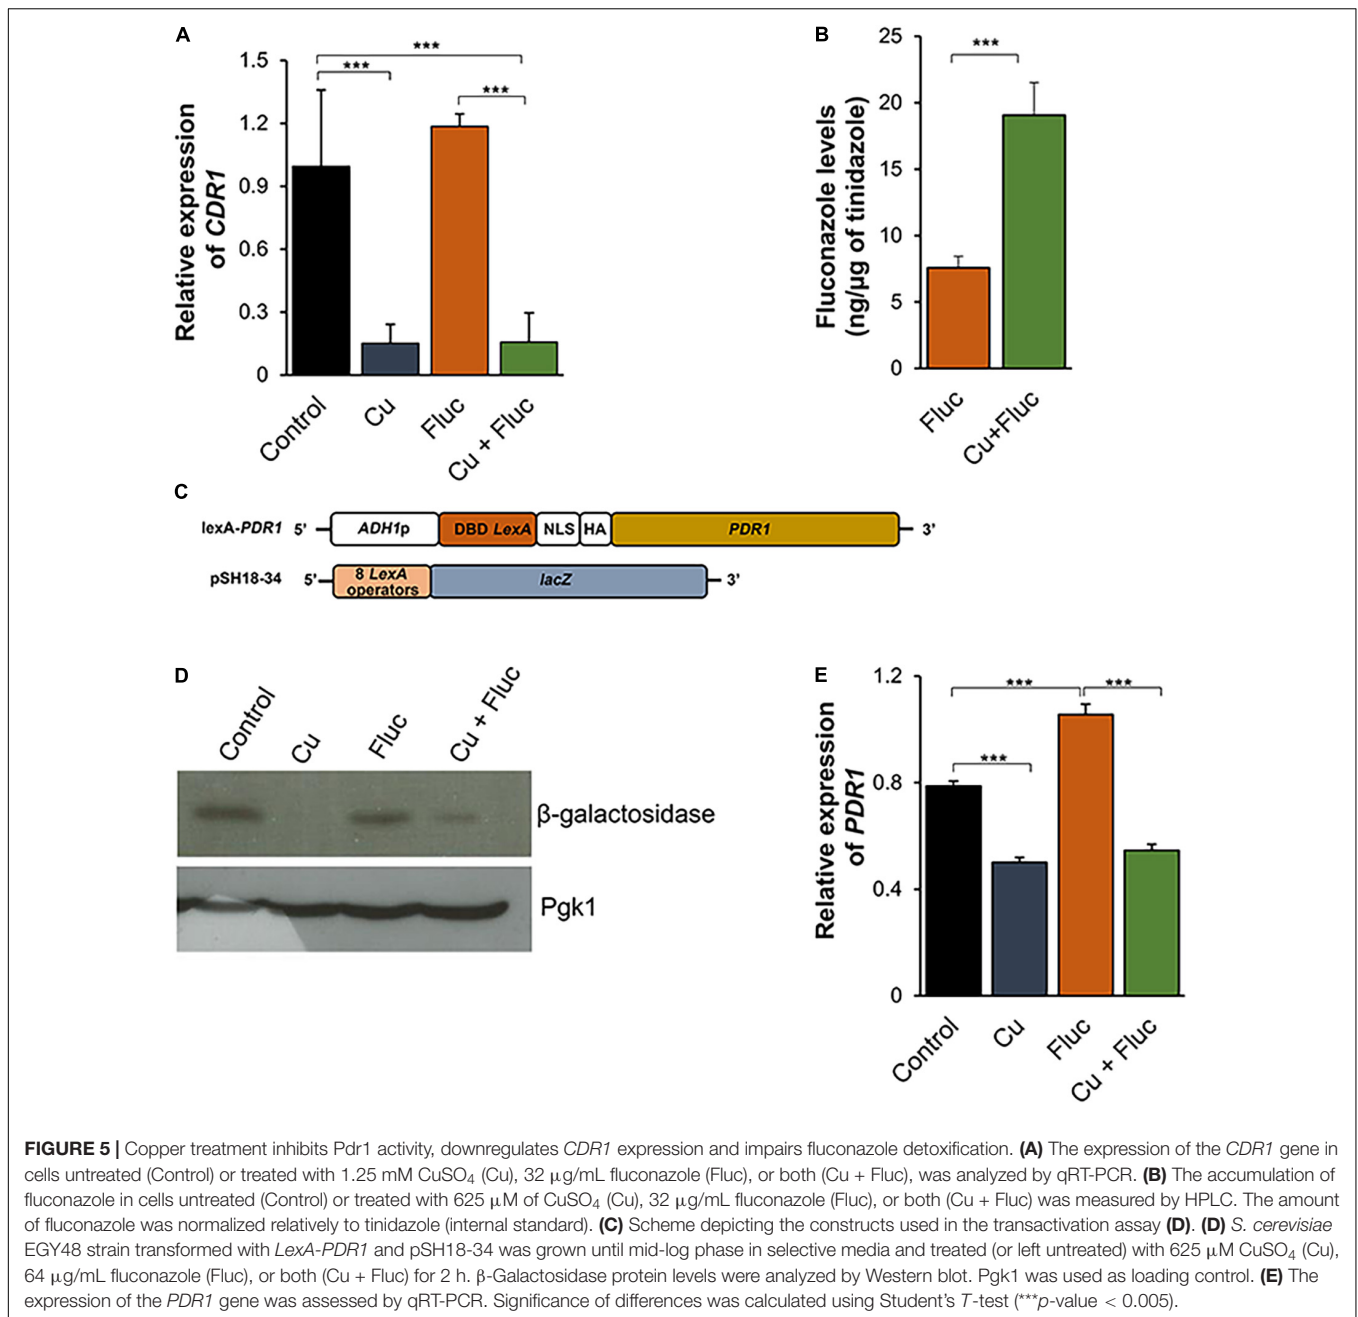 A
***
***
***
1.5
1.2
0.9
0.6
0.3
0
Relative expression
of CDR1
Control
Cu
Fluc
Cu + Fluc
B
***
25
20
15
10
5
0
Fluconazole levels
(ng/µg of tinidazole)
Fluc
Cu+Fluc
C
lexA-PDR1 5’ ADH1p DBD LexA NLS HA PDR1 3’
pSH18-34 5’ 8 LexA operators lacZ 3’
D
Control
Cu
Fluc
Cu + Fluc
β-galactosidase
Pgk1
E
***
***
***
1.2
0.8
0.4
0
Relative expression
of PDR1
Control
Cu
Fluc
Cu + Fluc
FIGURE 5 | Copper treatment inhibits Pdr1 activity, downregulates CDR1 expression and impairs fluconazole detoxification. (A) The expression of the CDR1 gene in
cells untreated (Control) or treated with 1.25 mM CuSO₄ (Cu), 32 µg/mL fluconazole (Fluc), or both (Cu + Fluc), was analyzed by qRT-PCR. (B) The accumulation of
fluconazole in cells untreated (Control) or treated with 625 µM of CuSO₄ (Cu), 32 µg/mL fluconazole (Fluc), or both (Cu + Fluc) was measured by HPLC. The amount
of fluconazole was normalized relatively to tinidazole (internal standard). (C) Scheme depicting the constructs used in the transactivation assay (D). (D) S. cerevisiae
EGY48 strain transformed with LexA-PDR1 and pSH18-34 was grown until mid-log phase in selective media and treated (or left untreated) with 625 µM CuSO₄ (Cu),
64 µg/mL fluconazole (Fluc), or both (Cu + Fluc) for 2 h. β-Galactosidase protein levels were analyzed by Western blot. Pgk1 was used as loading control. (E) The
expression of the PDR1 gene was assessed by qRT-PCR. Significance of differences was calculated using Student’s T-test (***p-value < 0.005).